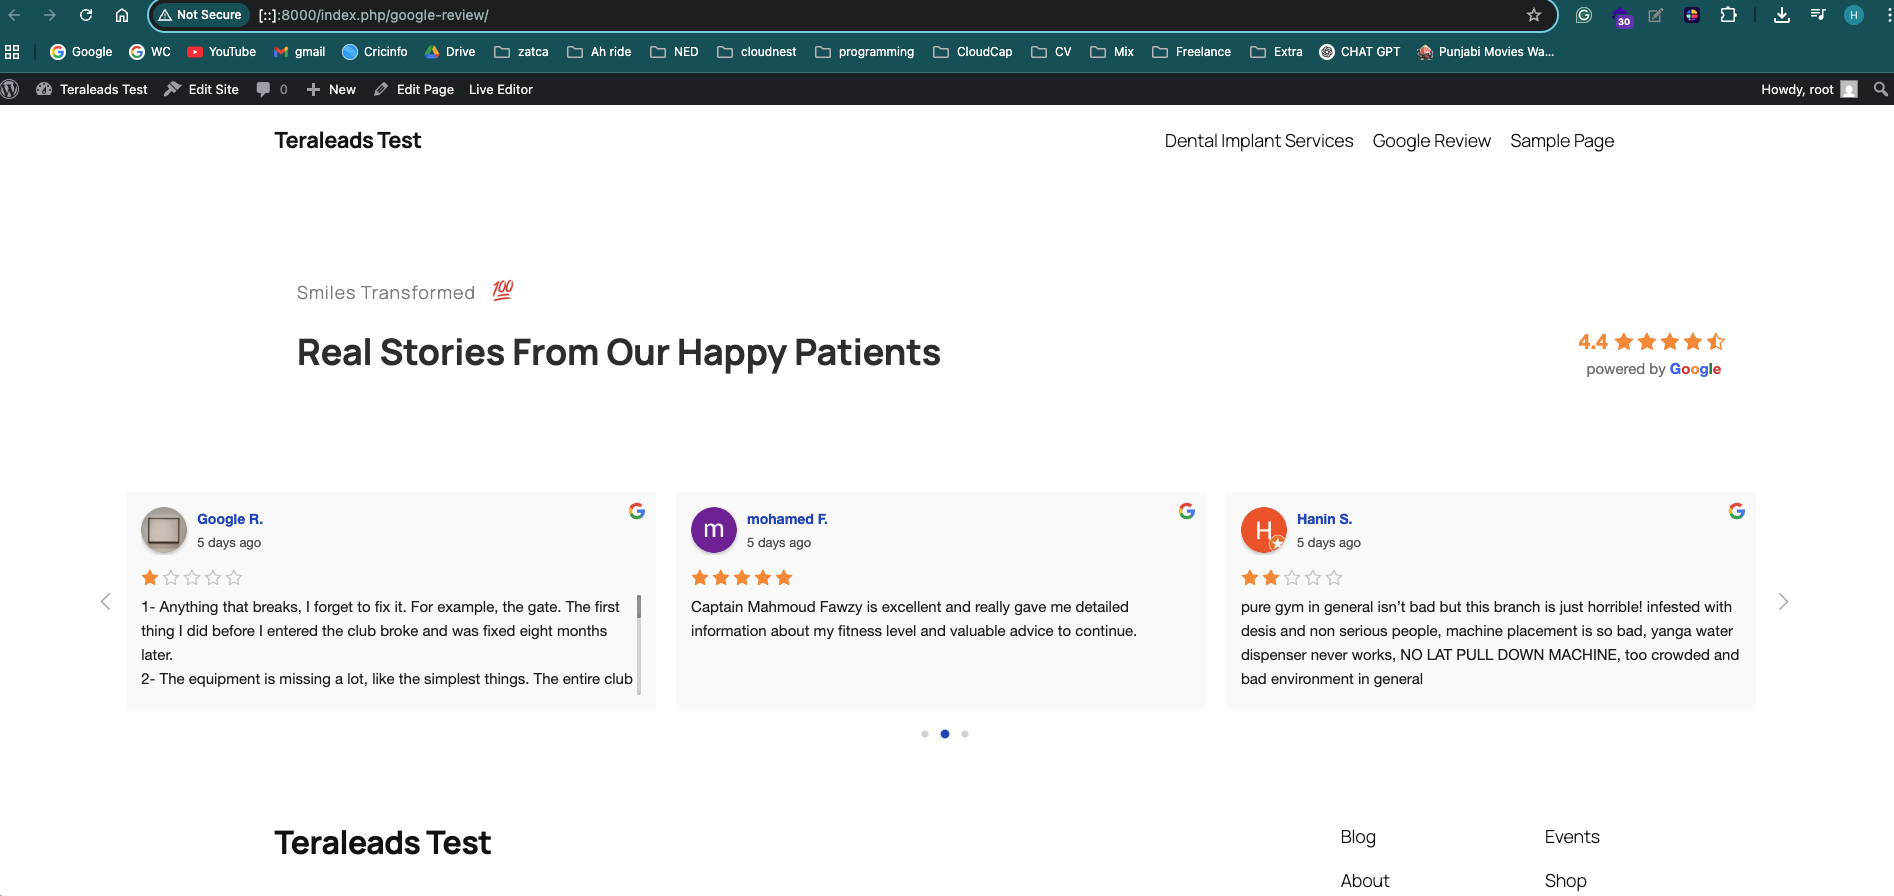 Not Secure [::]:8000/index.php/google-review/
30
H
Google WC YouTube gmail Cricinfo Drive zatca Ah ride NED cloudnest programming CloudCap CV Mix Freelance Extra CHAT GPT Punjabi Movies Wa...
Teraleads Test Edit Site 0 New Edit Page Live Editor Howdy, root
Teraleads Test
Dental Implant Services Google Review Sample Page
Smiles Transformed 💯
Real Stories From Our Happy Patients
4.4
powered by Google
Google R.
5 days ago
1- Anything that breaks, I forget to fix it. For example, the gate. The first
thing I did before I entered the club broke and was fixed eight months
later.
2- The equipment is missing a lot, like the simplest things. The entire club
m
mohamed F.
5 days ago
Captain Mahmoud Fawzy is excellent and really gave me detailed
information about my fitness level and valuable advice to continue.
H
Hanin S.
5 days ago
pure gym in general isn’t bad but this branch is just horrible! infested with
desis and non serious people, machine placement is so bad, yanga water
dispenser never works, NO LAT PULL DOWN MACHINE, too crowded and
bad environment in general
Teraleads Test
Blog Events
About Shop